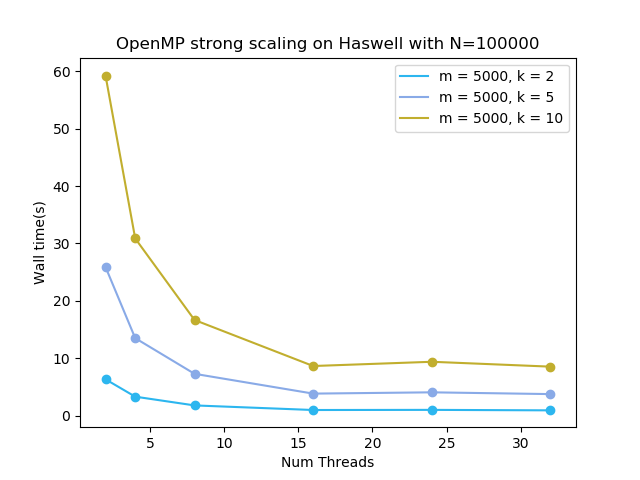 OpenMP strong scaling on Haswell with N=100000
m = 5000, k = 2
m = 5000, k = 5
m = 5000, k = 10
Wall time(s)
60
50
40
30
20
10
0
5 10 15 20 25 30
Num Threads